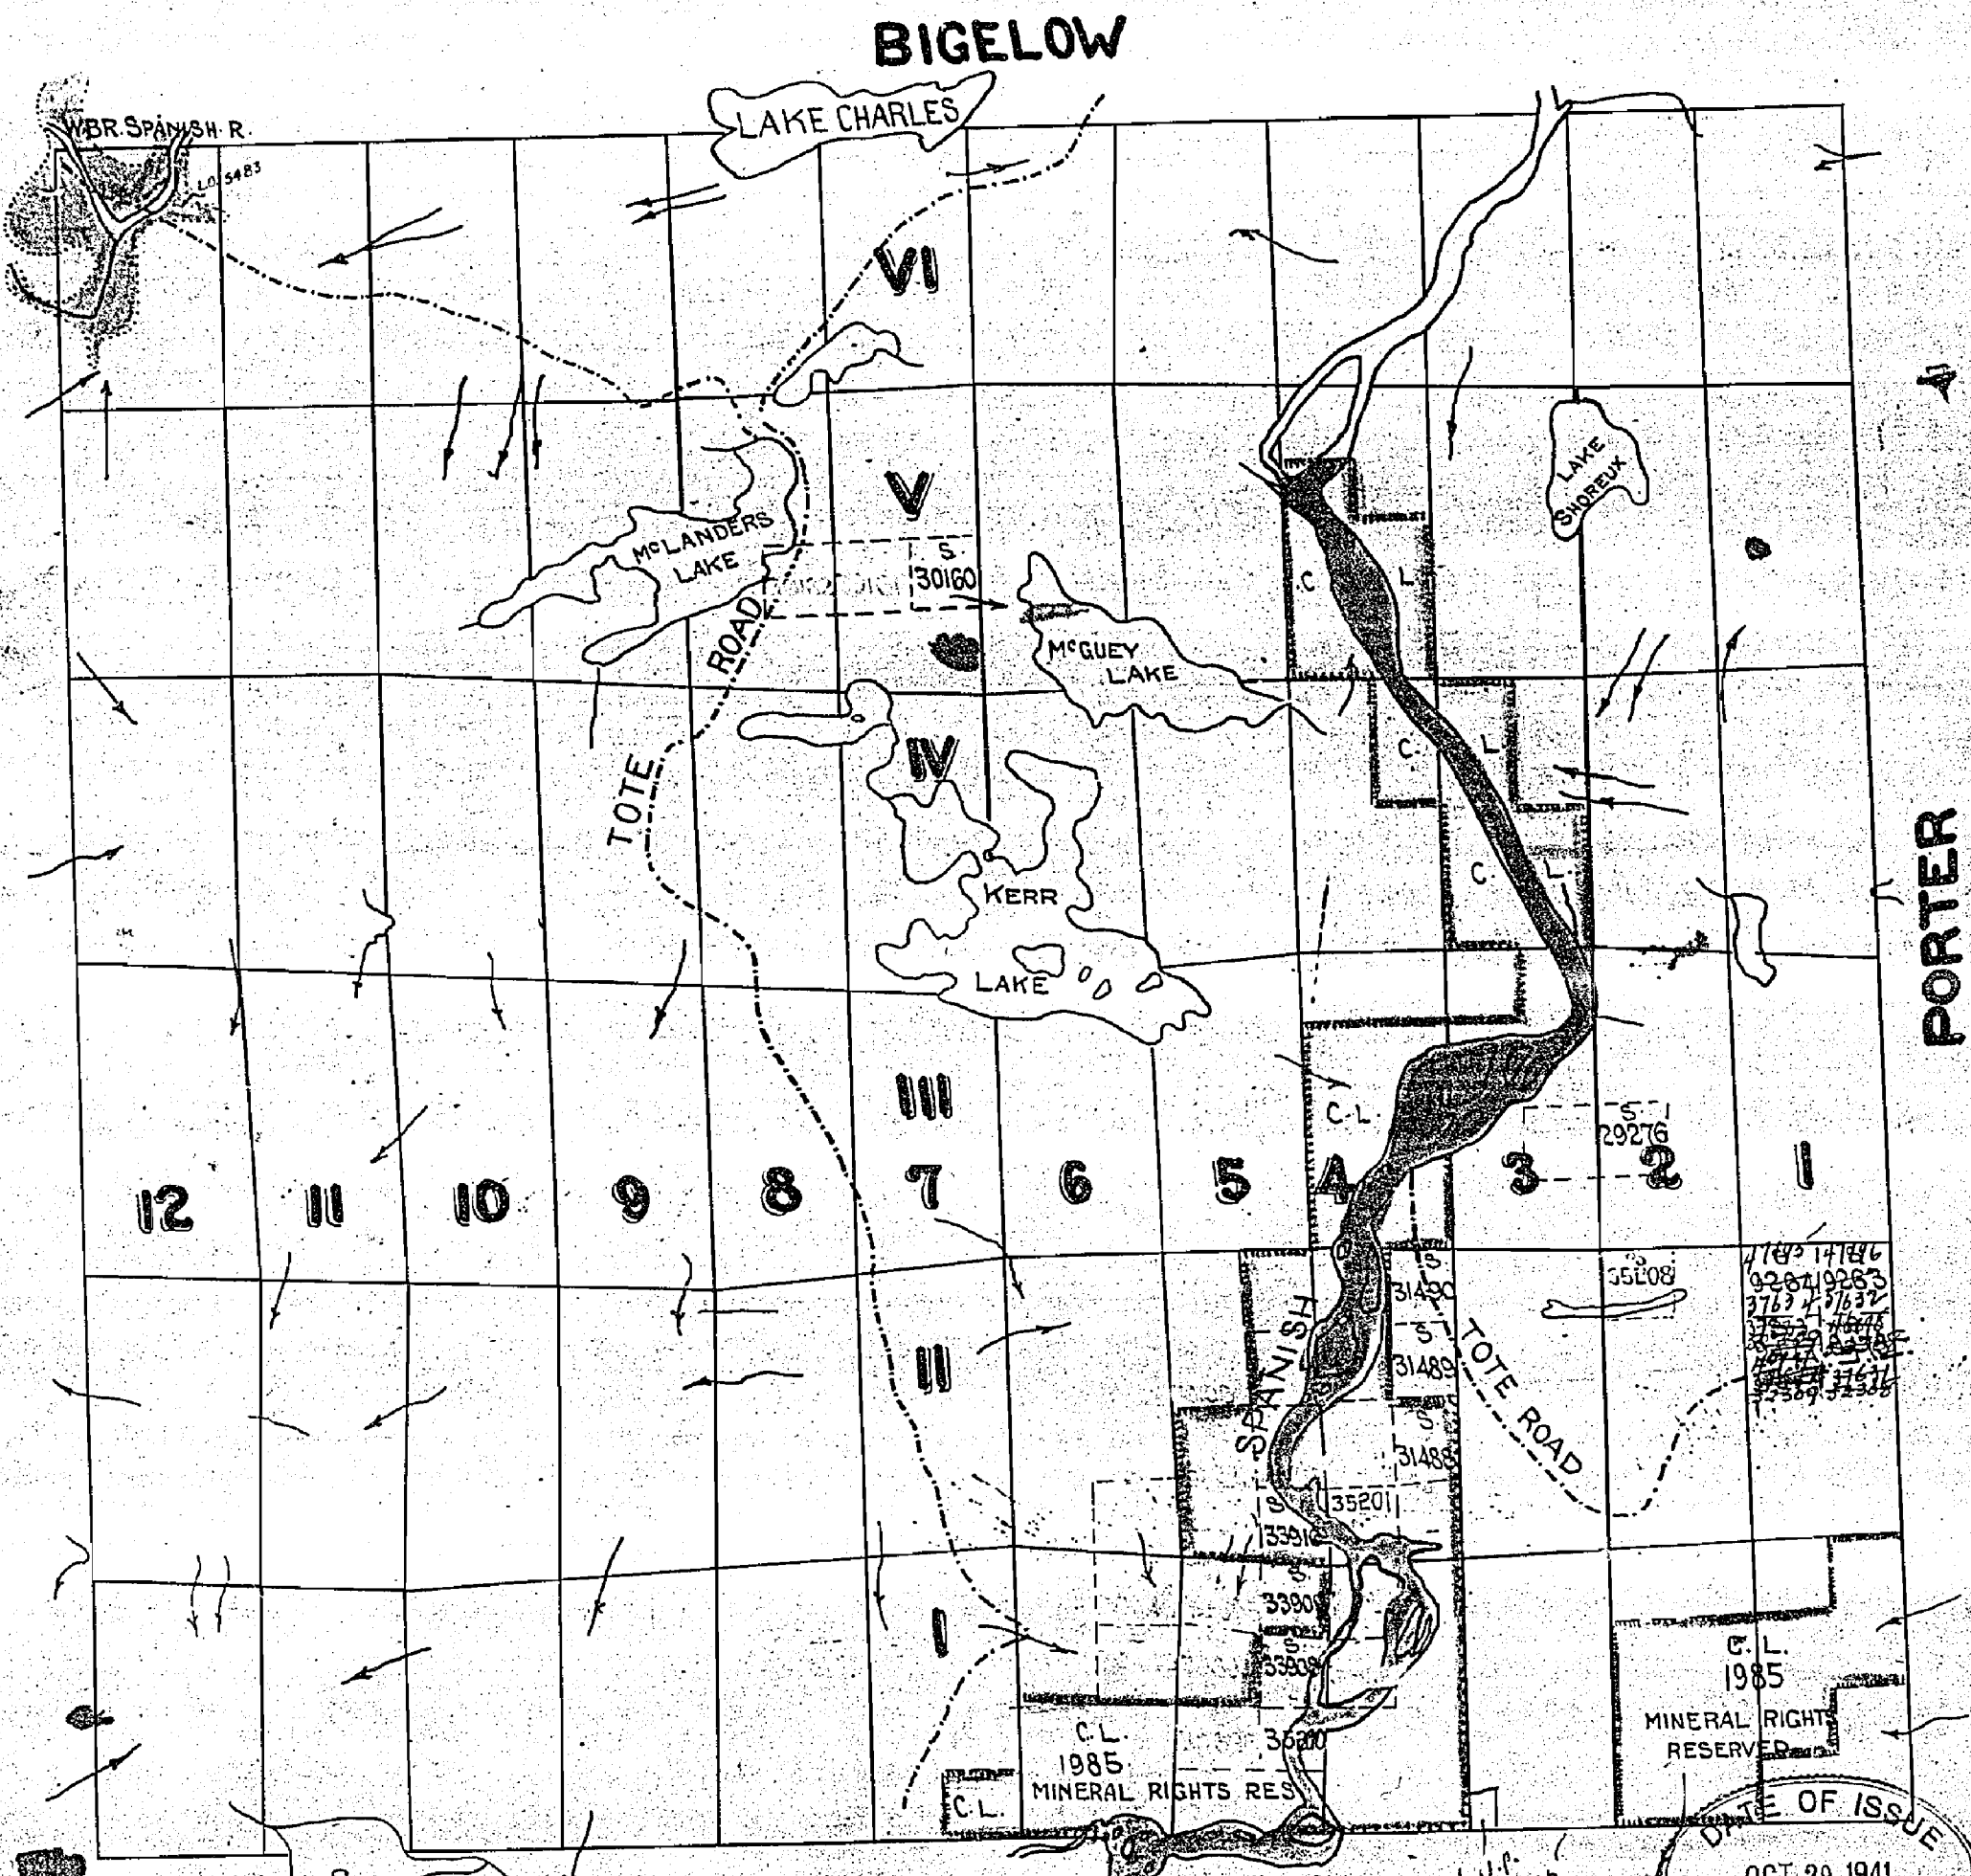 BIGELOW
LAKE CHARLES
W.BR. SPANISH R.
L.O. 5483
VI
LAKE
SHOREUX
V
McLANDERS
LAKE
S
30160
C
L
ROAD
McGUEY
LAKE
IV
C.
L
TOTE
C.
L.
KERR
LAKE
PORTER
III
C.L.
S
29276
12
11
10
9
8
7
6
5
4
3
2
1
S
31490
SPANISH
S
31489
TOTE ROAD
II
S
31488
S
35201
33910
S
33909
I
S
33908
C.L.
1985
MINERAL RIGHTS
RESERVED
C.L.
1985
MINERAL RIGHTS RES.
35200
C.L.
DATE OF ISSUE
OCT 29 1941